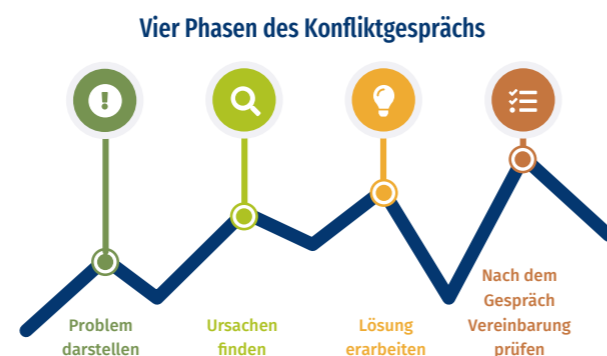 Vier Phasen des Konfliktgesprächs
Problem
darstellen
Ursachen
finden
Lösung
erarbeiten
Nach dem
Gespräch
Vereinbarung
prüfen